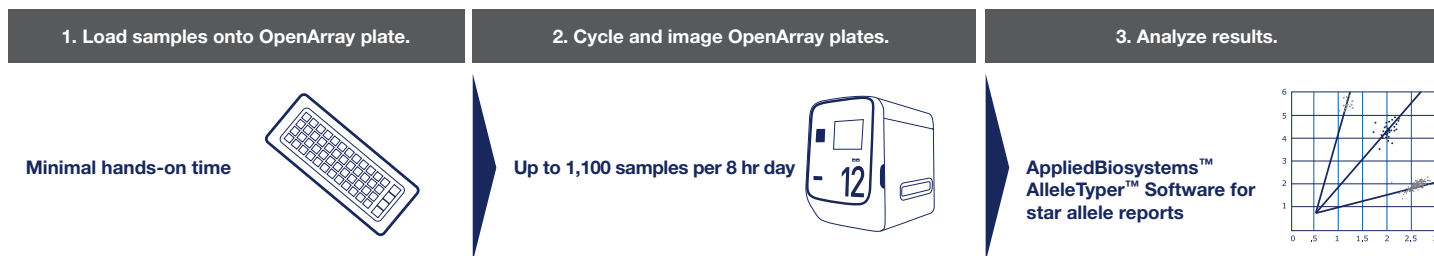 1. Load samples onto OpenArray plate.
2. Cycle and image OpenArray plates.
3. Analyze results.
Minimal hands-on time
12
Up to 1,100 samples per 8 hr day
AppliedBiosystems™
AlleleTyper™ Software for
star allele reports
6
5
4
3
2
1
0 .5 1 1.5 2 2.5